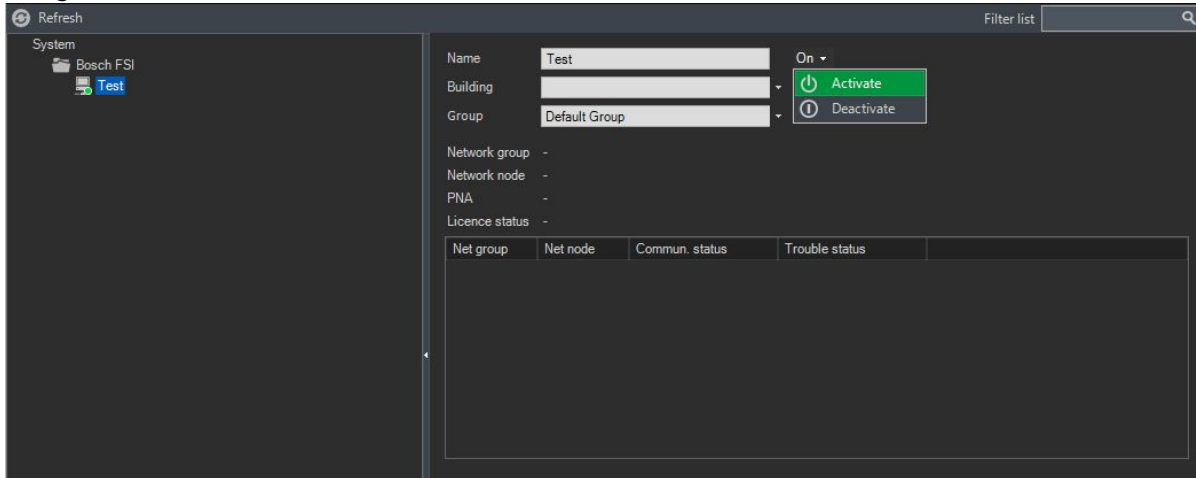 Refresh
Filter list
System
Bosch FSI
Test
Name Test On
Activate
Building
Deactivate
Group Default Group
Network group -
Network node -
PNA -
Licence status -
Net group Net node Commun. status Trouble status